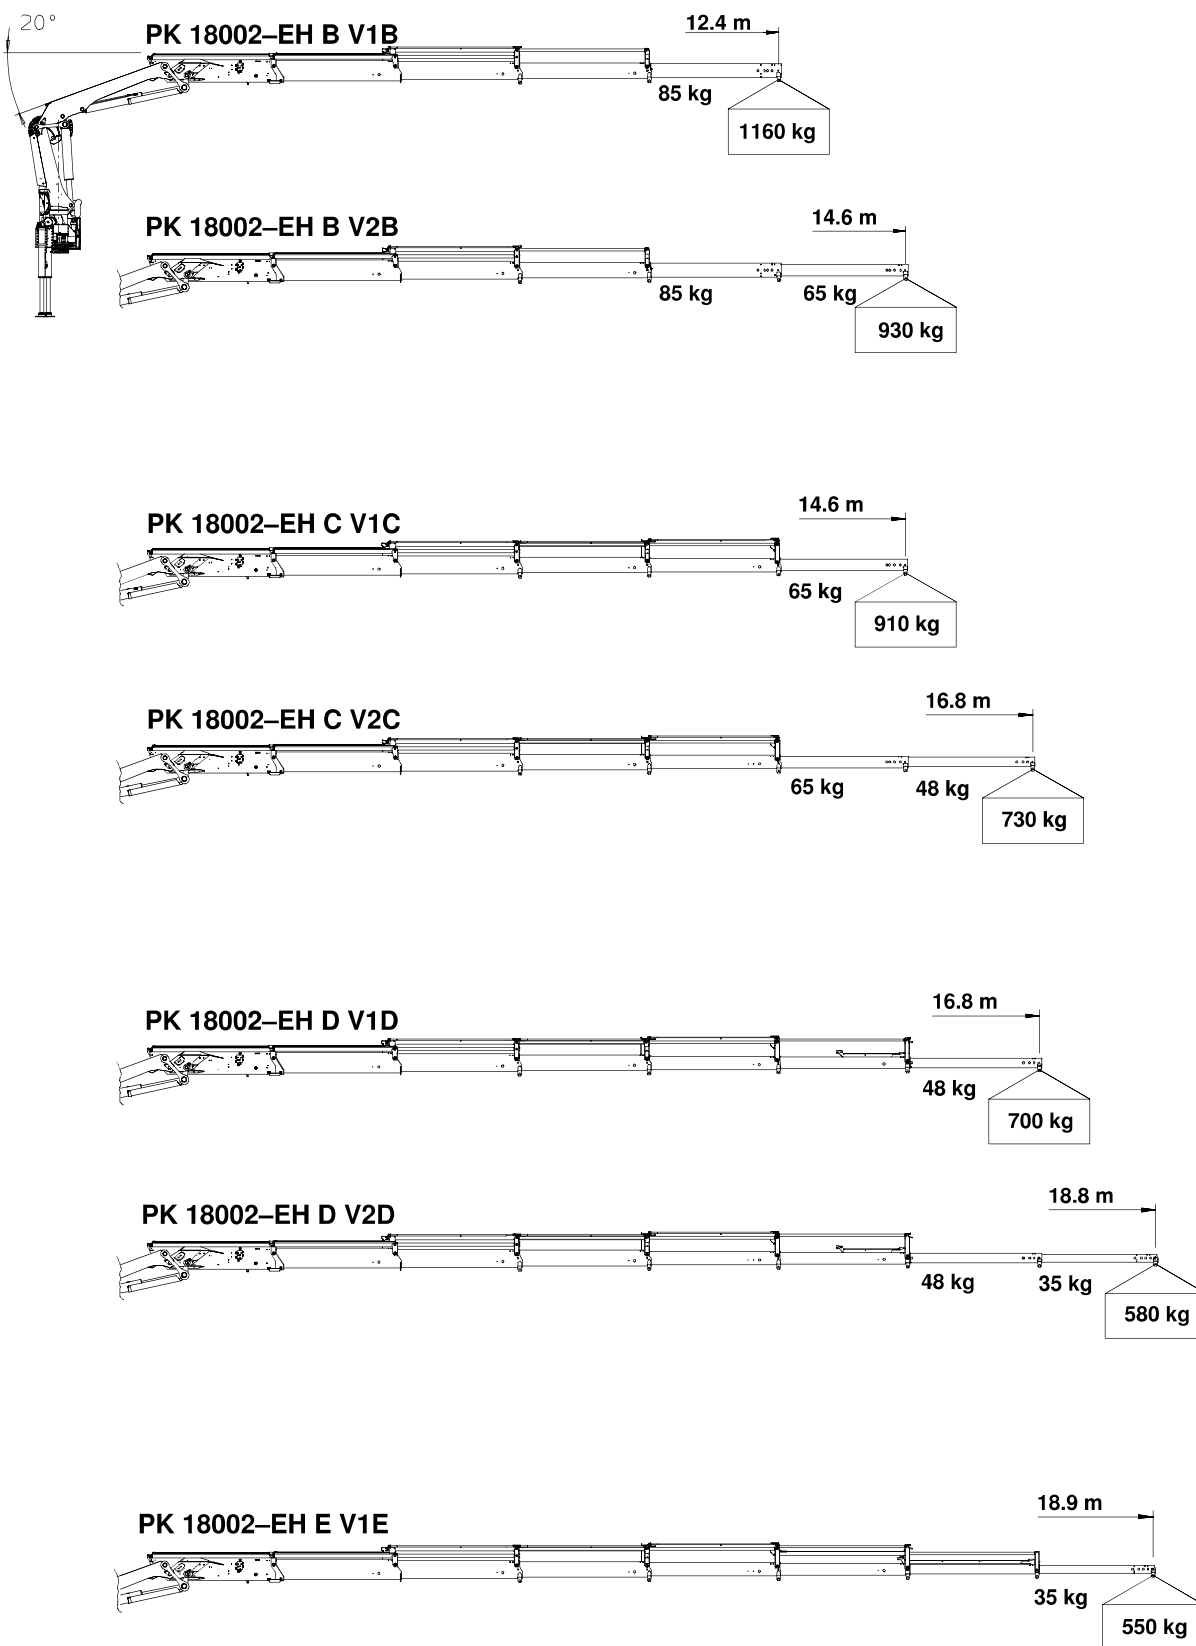 20°
PK 18002–EH B V1B
12.4 m
85 kg
1160 kg
PK 18002–EH B V2B
14.6 m
85 kg
65 kg
930 kg
PK 18002–EH C V1C
14.6 m
65 kg
910 kg
PK 18002–EH C V2C
16.8 m
65 kg
48 kg
730 kg
PK 18002–EH D V1D
16.8 m
48 kg
700 kg
PK 18002–EH D V2D
18.8 m
48 kg
35 kg
580 kg
PK 18002–EH E V1E
18.9 m
35 kg
550 kg